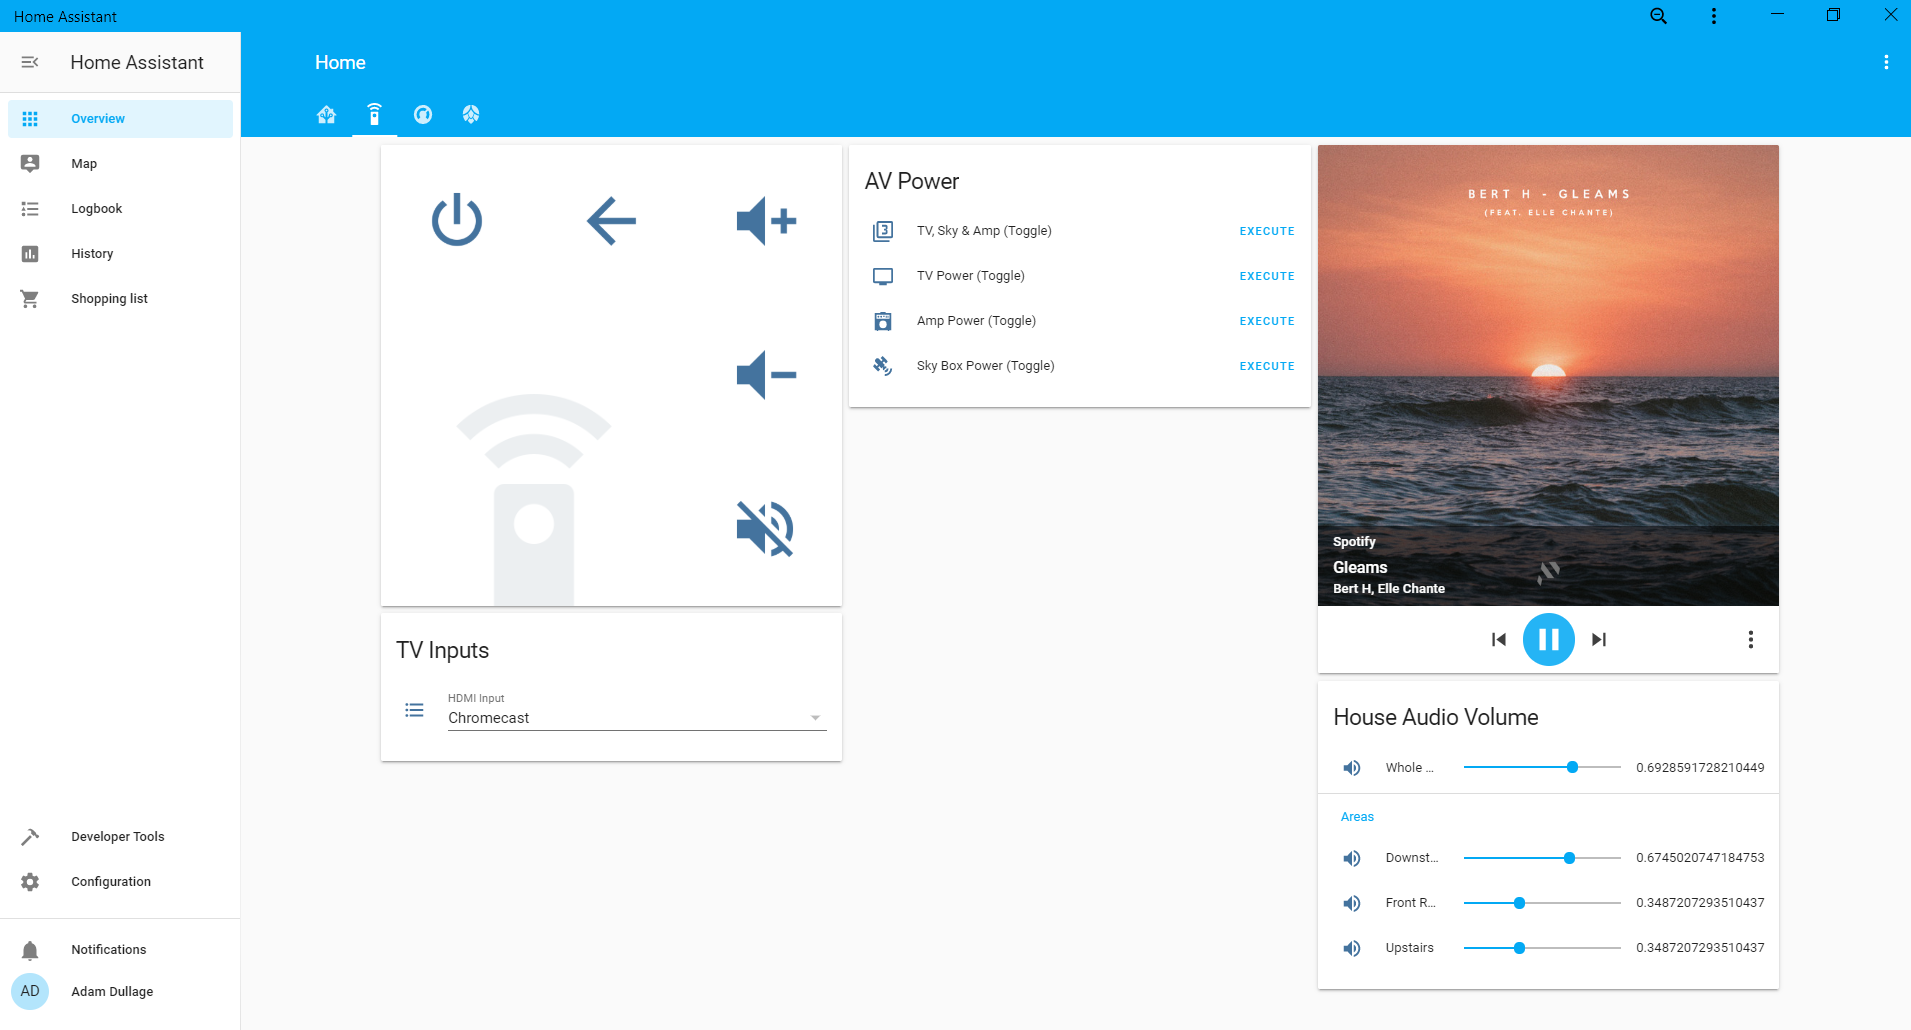 Home Assistant
Home Assistant
Home
Overview
Map
Logbook
History
Shopping list
Developer Tools
Configuration
Notifications
AD
Adam Dullage
TV Inputs
HDMI Input
Chromecast
AV Power
3
TV, Sky & Amp (Toggle)
EXECUTE
TV Power (Toggle)
EXECUTE
Amp Power (Toggle)
EXECUTE
Sky Box Power (Toggle)
EXECUTE
BERT H - GLEAMS
(FEAT. ELLE CHANTE)
Spotify
Gleams
Bert H, Elle Chante
House Audio Volume
Whole ...
0.6928591728210449
Areas
Downst...
0.6745020747184753
Front R...
0.3487207293510437
Upstairs
0.3487207293510437